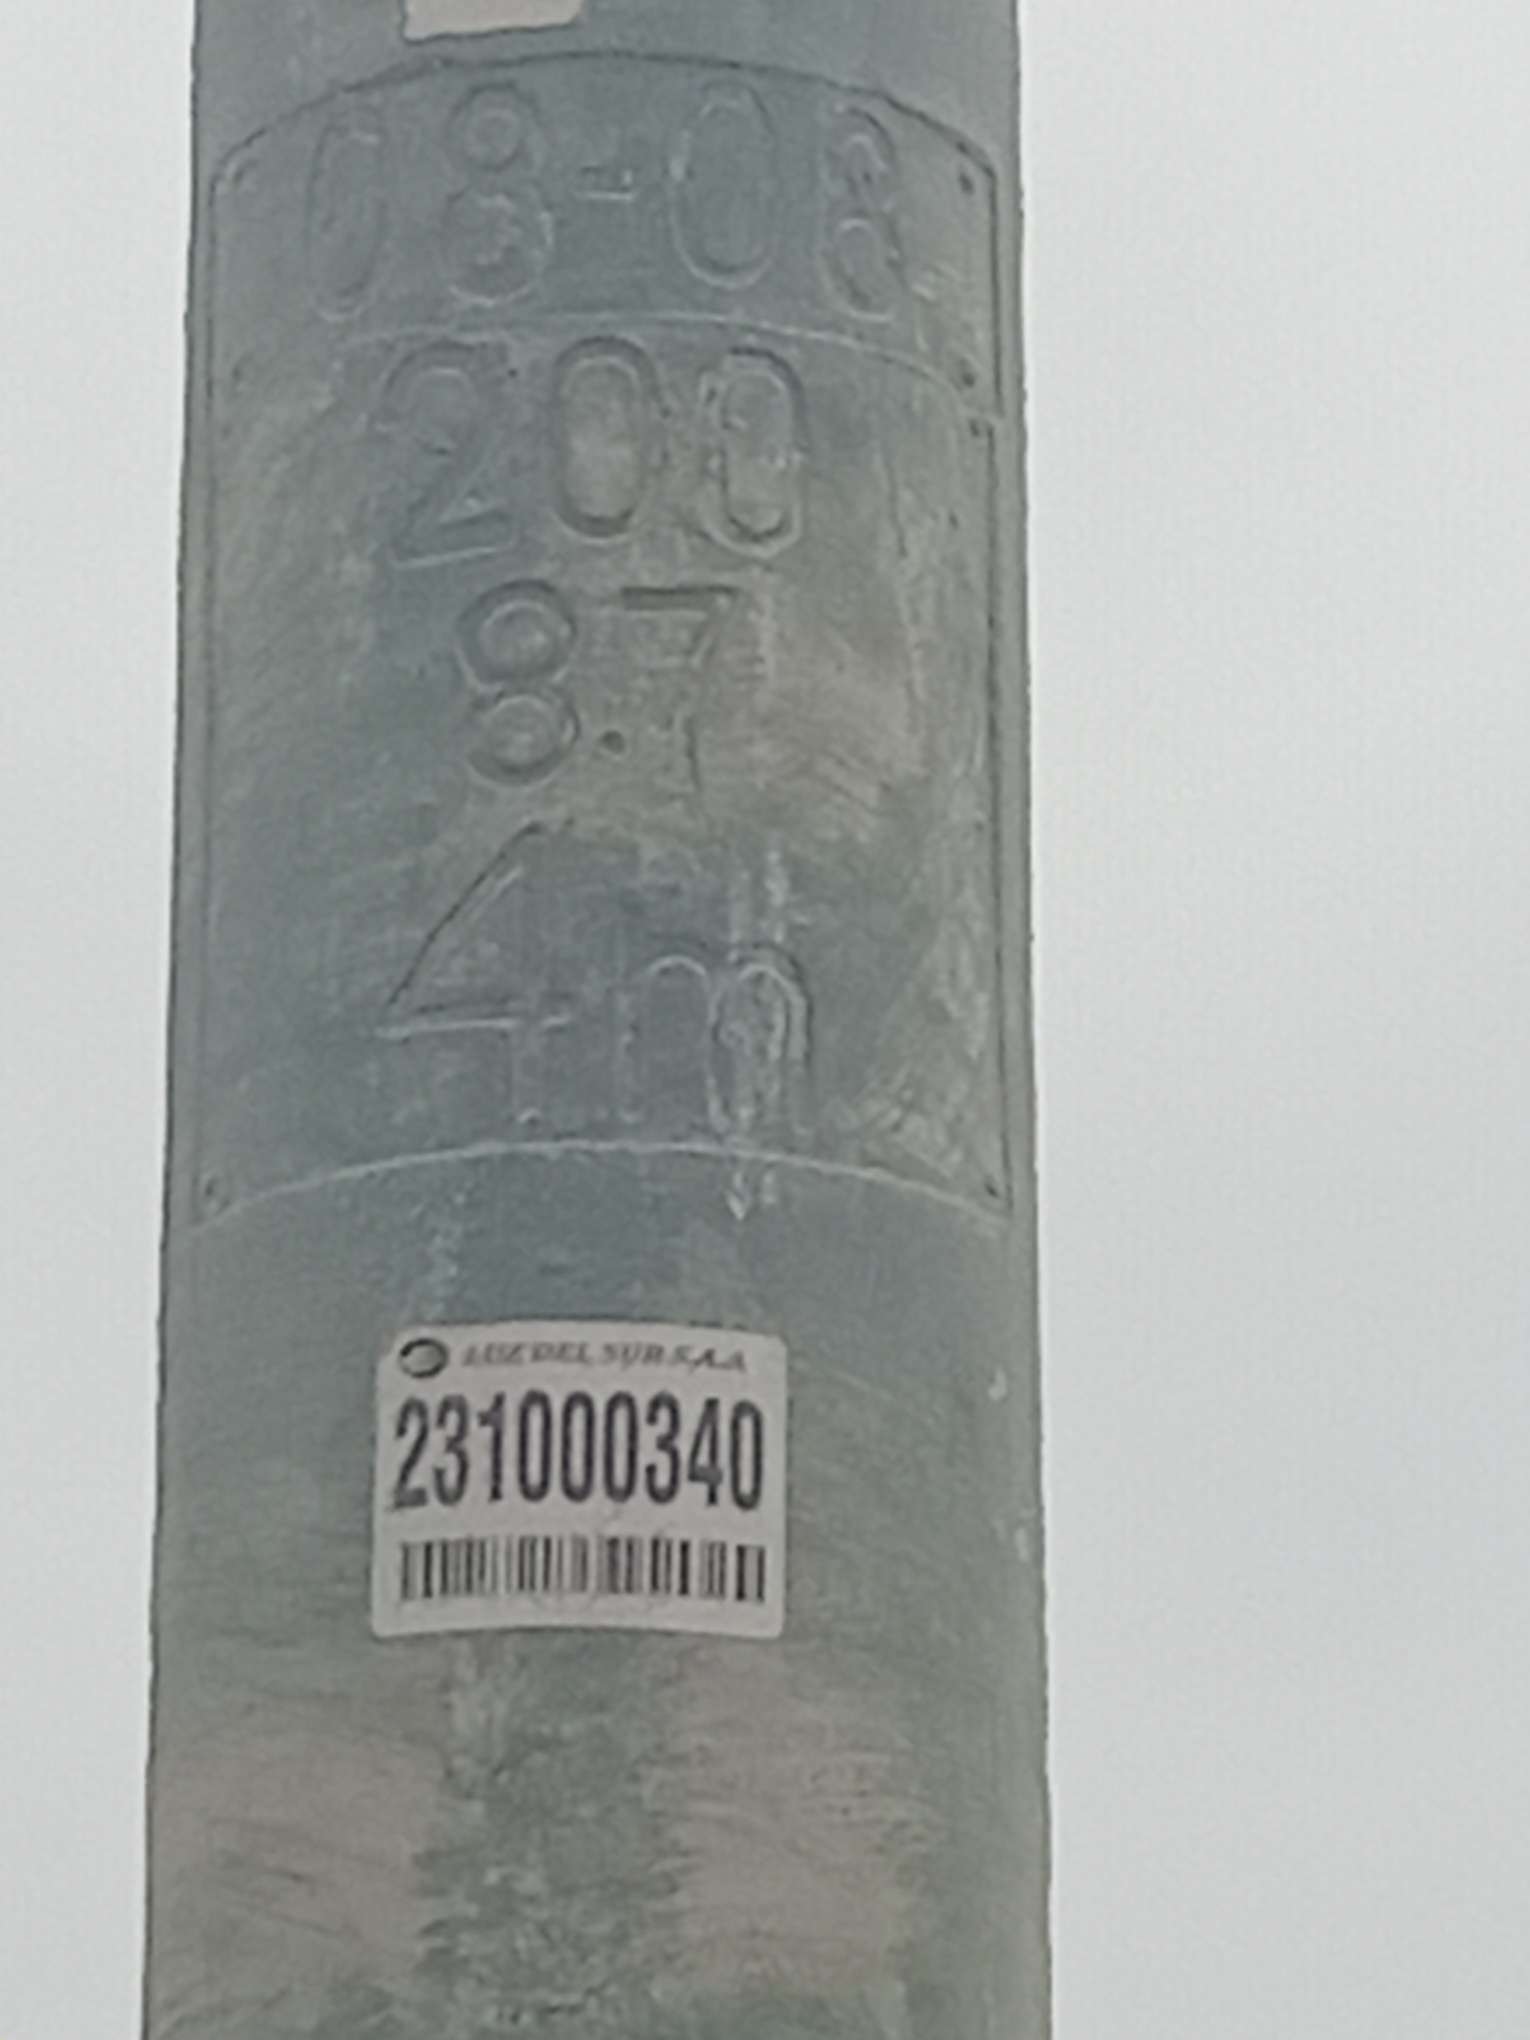 08-08
200
8.7
4m
LUZ DEL SUR S.A.A
231000340